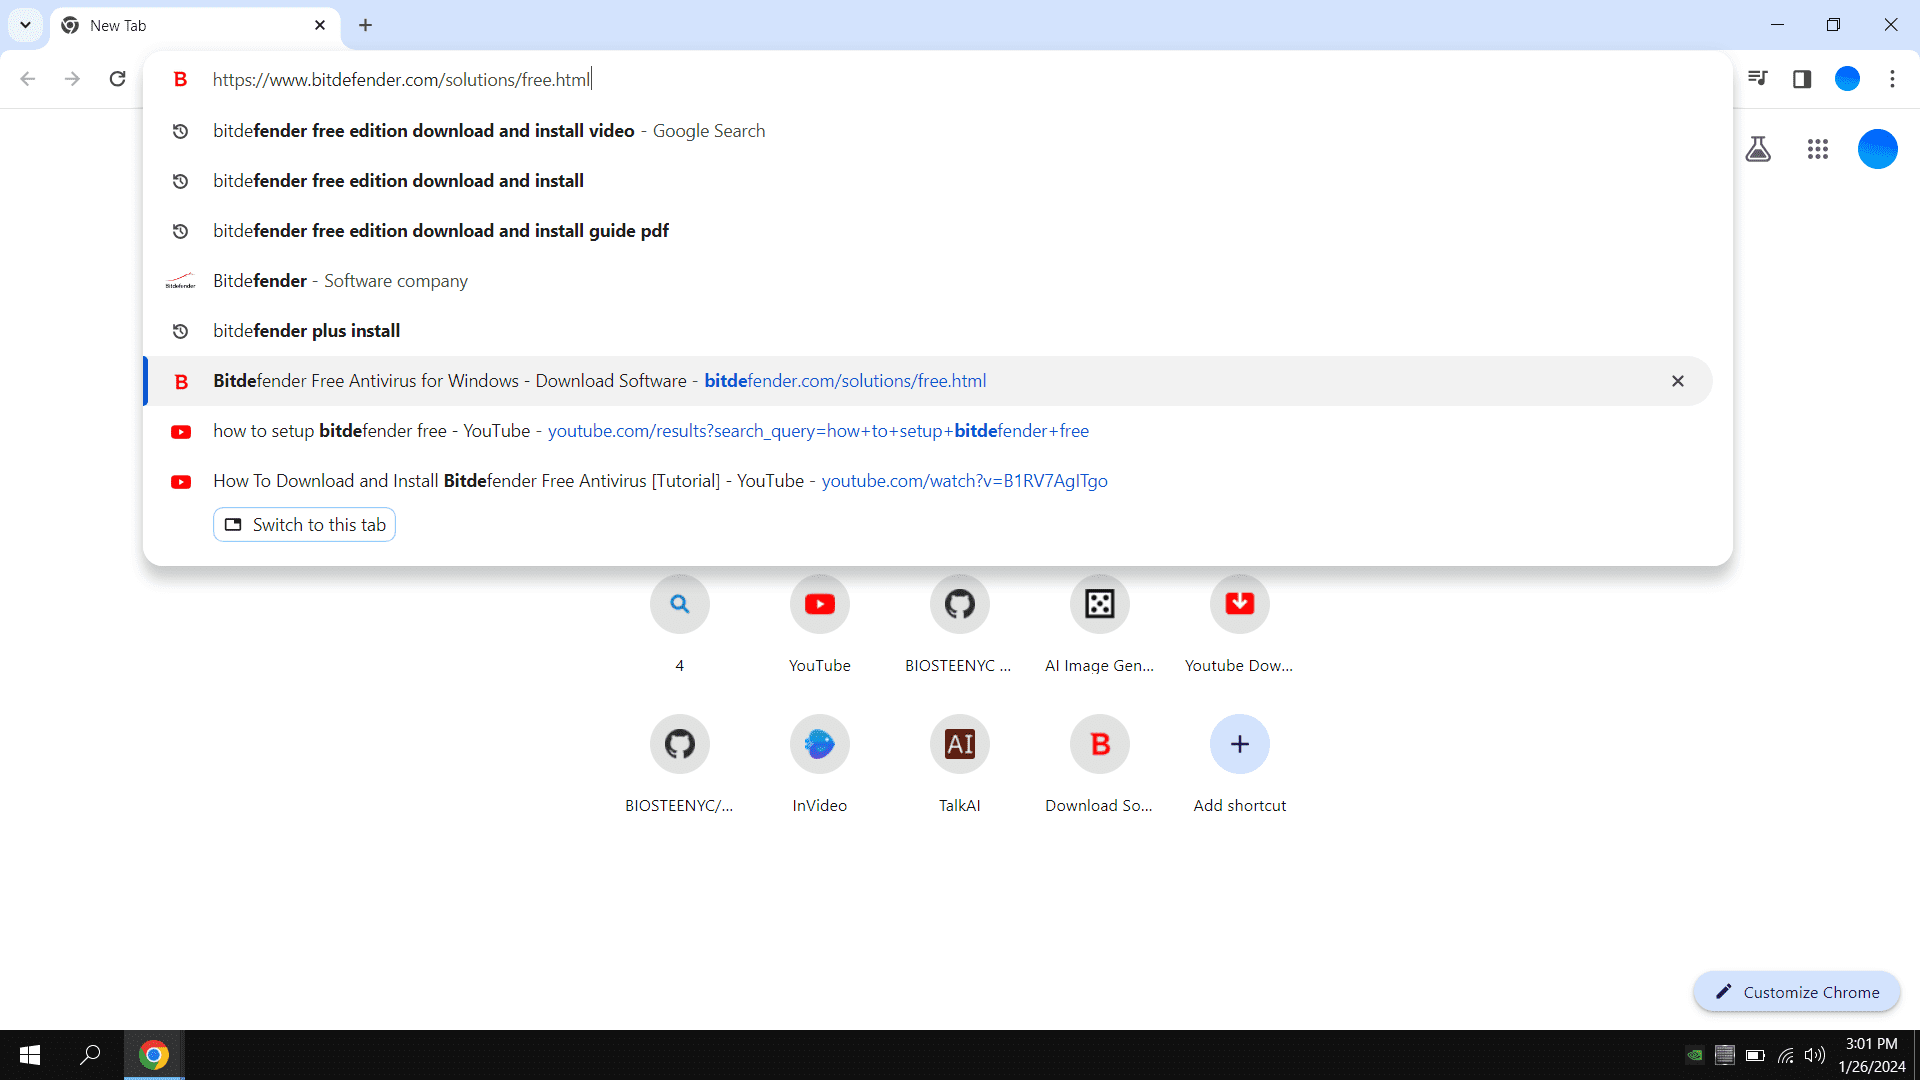 New Tab
https://www.bitdefender.com/solutions/free.html
bitdefender free edition download and install video - Google Search
bitdefender free edition download and install
bitdefender free edition download and install guide pdf
Bitdefender
Bitdefender - Software company
bitdefender plus install
Bitdefender Free Antivirus for Windows - Download Software - bitdefender.com/solutions/free.html
how to setup bitdefender free - YouTube - youtube.com/results?search_query=how+to+setup+bitdefender+free
How To Download and Install Bitdefender Free Antivirus [Tutorial] - YouTube - youtube.com/watch?v=B1RV7AgITgo
Switch to this tab
4
YouTube
BIOSTEENYC ...
AI Image Gen...
Youtube Dow...
AI
B
BIOSTEENYC/...
InVideo
TalkAI
Download So...
Add shortcut
Customize Chrome
3:01 PM
1/26/2024